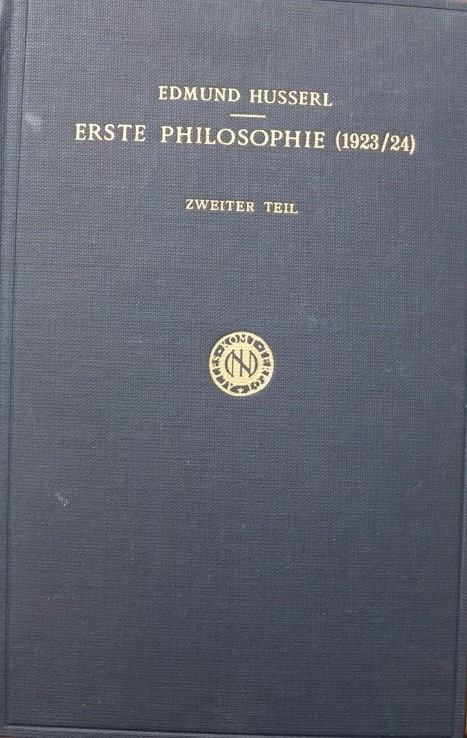 EDMUND HUSSERL
ERSTE PHILOSOPHIE (1923/24)
ZWEITER TEIL